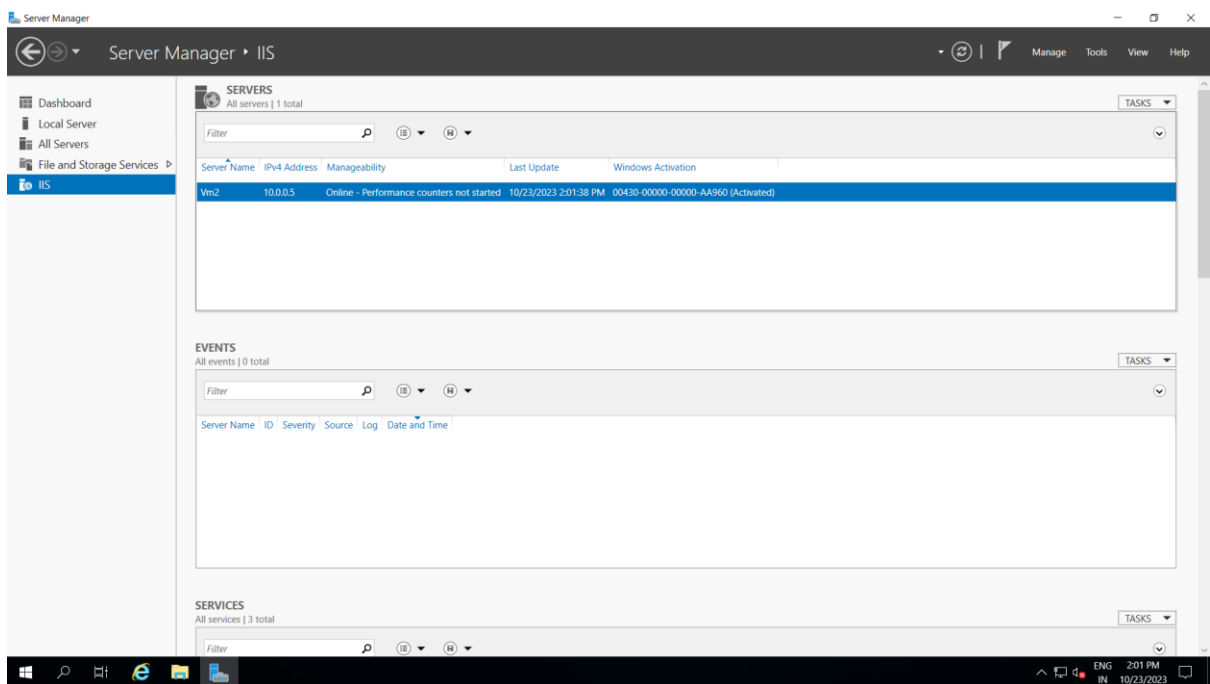 Server Manager
Server Manager ‣ IIS
Manage Tools View Help
Dashboard
Local Server
All Servers
File and Storage Services
IIS
SERVERS
All servers | 1 total
TASKS
Filter
Server Name IPv4 Address Manageability Last Update Windows Activation
Vm2 10.0.0.5 Online - Performance counters not started 10/23/2023 2:01:38 PM 00430-00000-00000-AA960 (Activated)
EVENTS
All events | 0 total
TASKS
Filter
Server Name ID Severity Source Log Date and Time
SERVICES
All services | 3 total
TASKS
Filter
ENG 2:01 PM
IN 10/23/2023